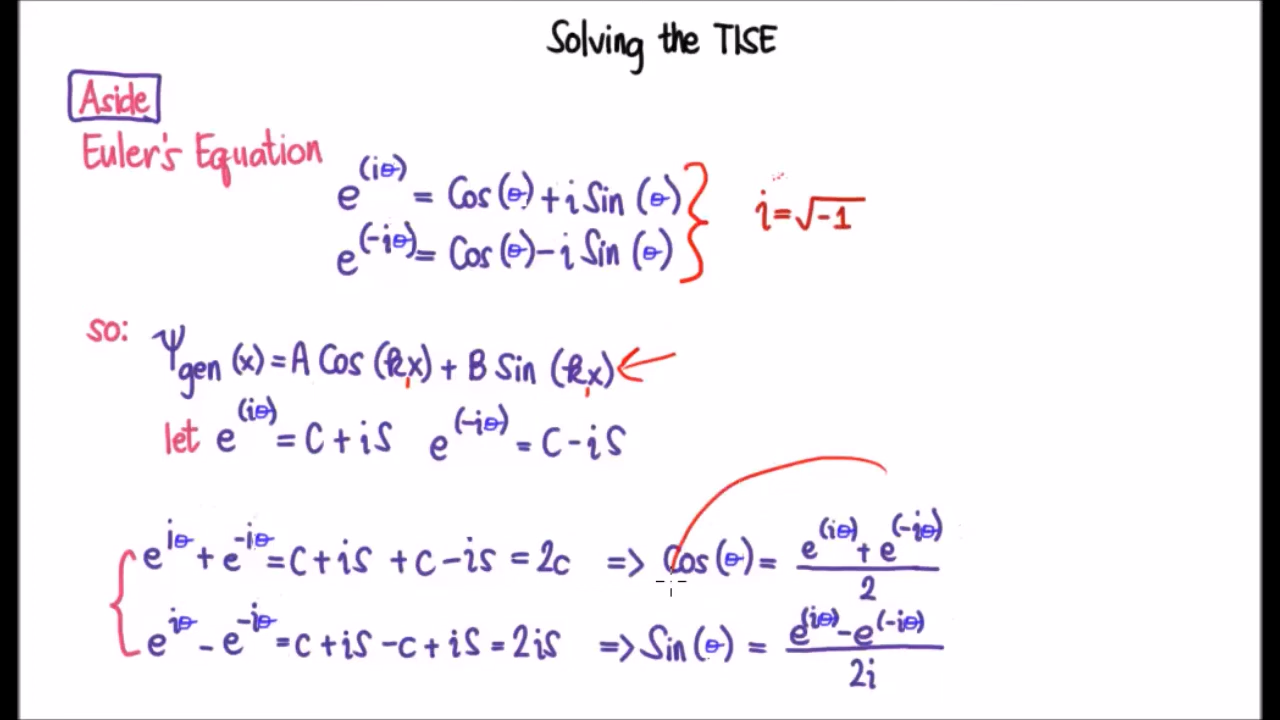 Solving the TISE
Aside
Euler's Equation
e^(iθ) = Cos(θ) + i Sin(θ)
e^(-iθ) = Cos(θ) - i Sin(θ)
i = √-1
so: Ψgen (x) = A Cos (kx) + B Sin (kx)
let e^(iθ) = C + iS e^(-iθ) = C - iS
e^iθ + e^-iθ = C + iS + C - iS = 2C => Cos(θ) = (e^(iθ) + e^(-iθ))/2
e^iθ - e^-iθ = C + iS - C + iS = 2iS => Sin(θ) = (e^(iθ) - e^(-iθ))/2i